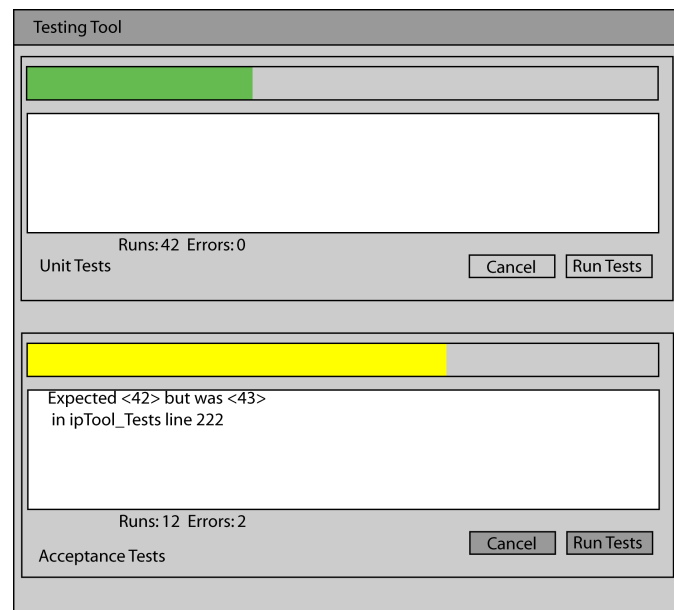 Testing Tool
Runs: 42 Errors: 0
Unit Tests
Cancel
Run Tests
Expected <42> but was <43>
in ipTool_Tests line 222
Runs: 12 Errors: 2
Acceptance Tests
Cancel
Run Tests